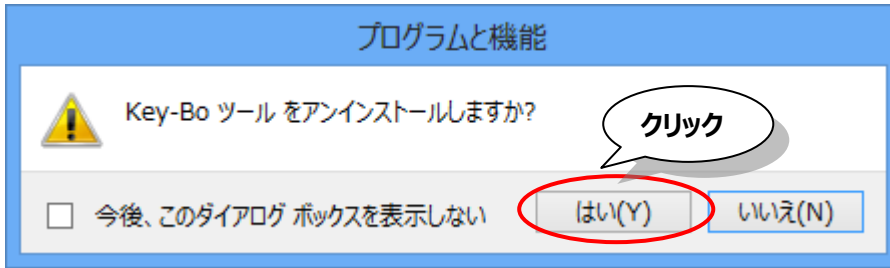 プログラムと機能
Key-Bo ツール をアンインストールしますか?
クリック
今後、このダイアログ ボックスを表示しない
はい(Y)
いいえ(N)